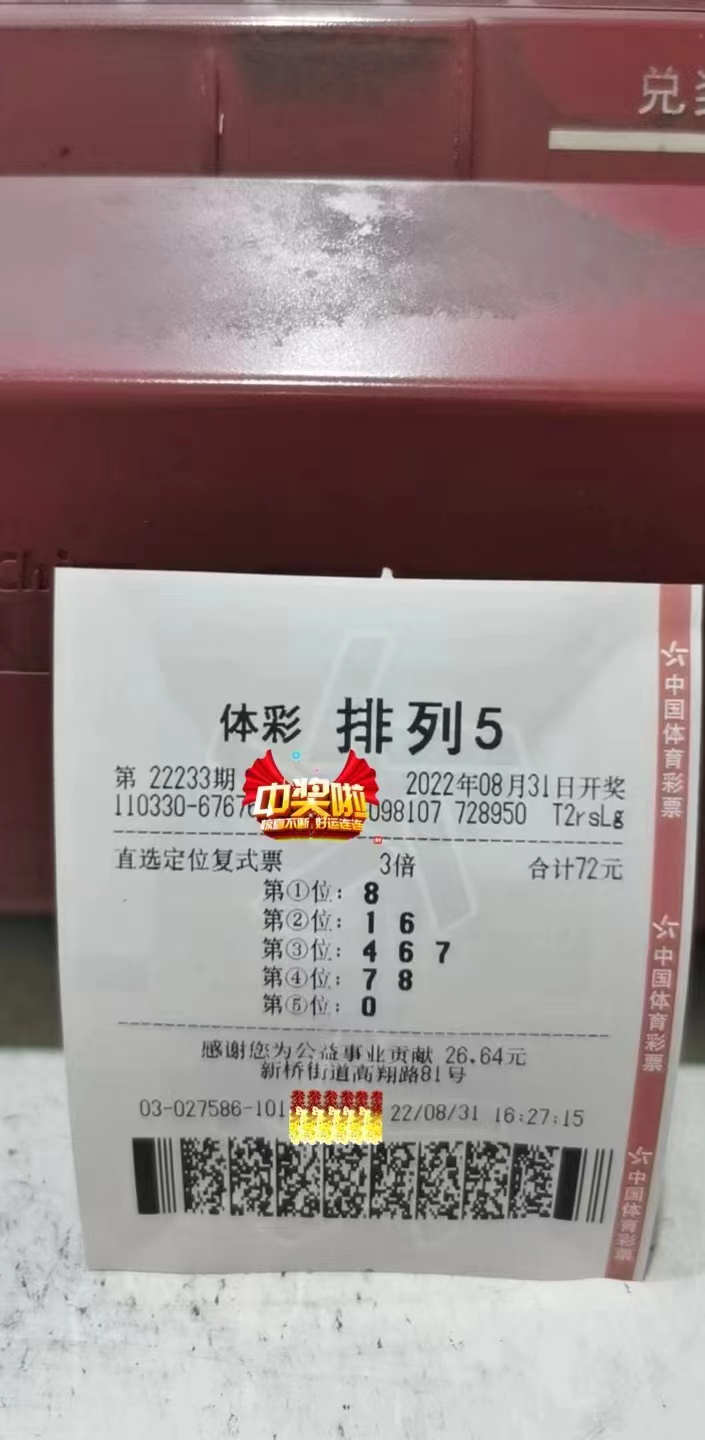 兑
体彩 排列5
第 22233期
2022年08月31日开奖
中奖啦
惊喜不断 好运连连
110330-6767 098107 728950 T2rsLg
直选定位复式票 3倍 合计72元
第①位: 8
第②位: 1 6
第③位: 4 6 7
第④位: 7 8
第⑤位: 0
感谢您为公益事业贡献 26.64元
新桥街道高翔路81号
03-027586-101 22/08/31 16:27:15
中国体育彩票
中国体育彩票
中国体育彩票